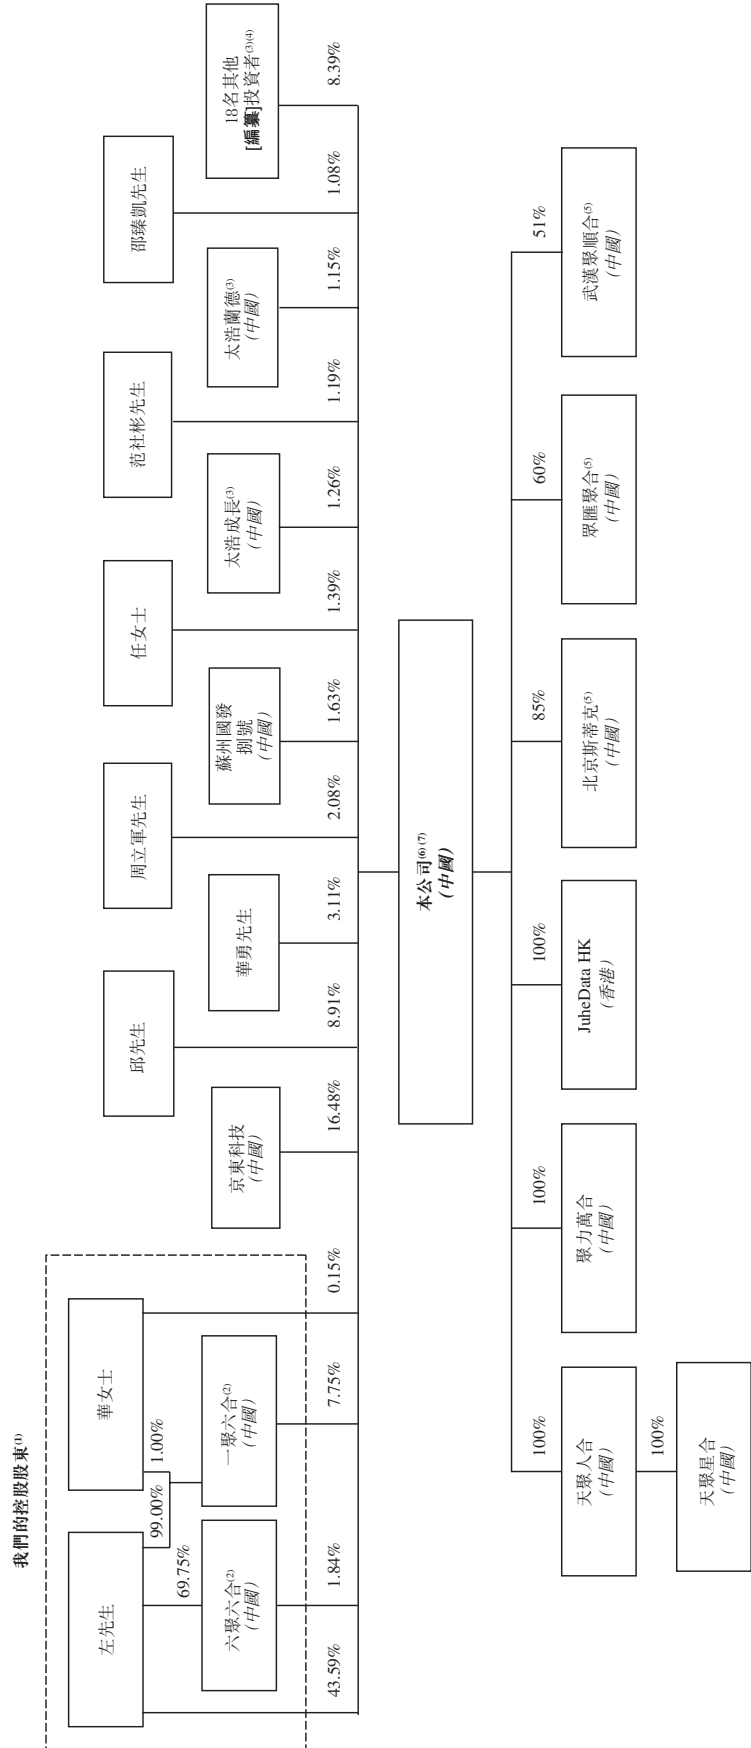 我們的控股股東⁽¹⁾
左先生
華女士
99.00%
1.00%
69.75%
六聚六合⁽²⁾
(中國)
一聚六合⁽²⁾
(中國)
京東科技
(中國)
邱先生
華勇先生
周立軍先生
蘇州國發
捌號
(中國)
任女士
太浩成長⁽³⁾
(中國)
范社彬先生
太浩蘭德⁽³⁾
(中國)
邵臻凱先生
18名其他
[編纂]投資者⁽³⁾⁽⁴⁾
43.59%
1.84%
7.75%
0.15%
16.48%
8.91%
3.11%
2.08%
1.63%
1.39%
1.26%
1.19%
1.15%
1.08%
8.39%
本公司⁽⁶⁾⁽⁷⁾
(中國)
100%
100%
100%
85%
60%
51%
天聚人合
(中國)
聚力萬合
(中國)
JuheData HK
(香港)
北京斯蒂克⁽⁵⁾
(中國)
眾匯聚合⁽⁵⁾
(中國)
武漢聚順合⁽⁵⁾
(中國)
100%
天聚星合
(中國)